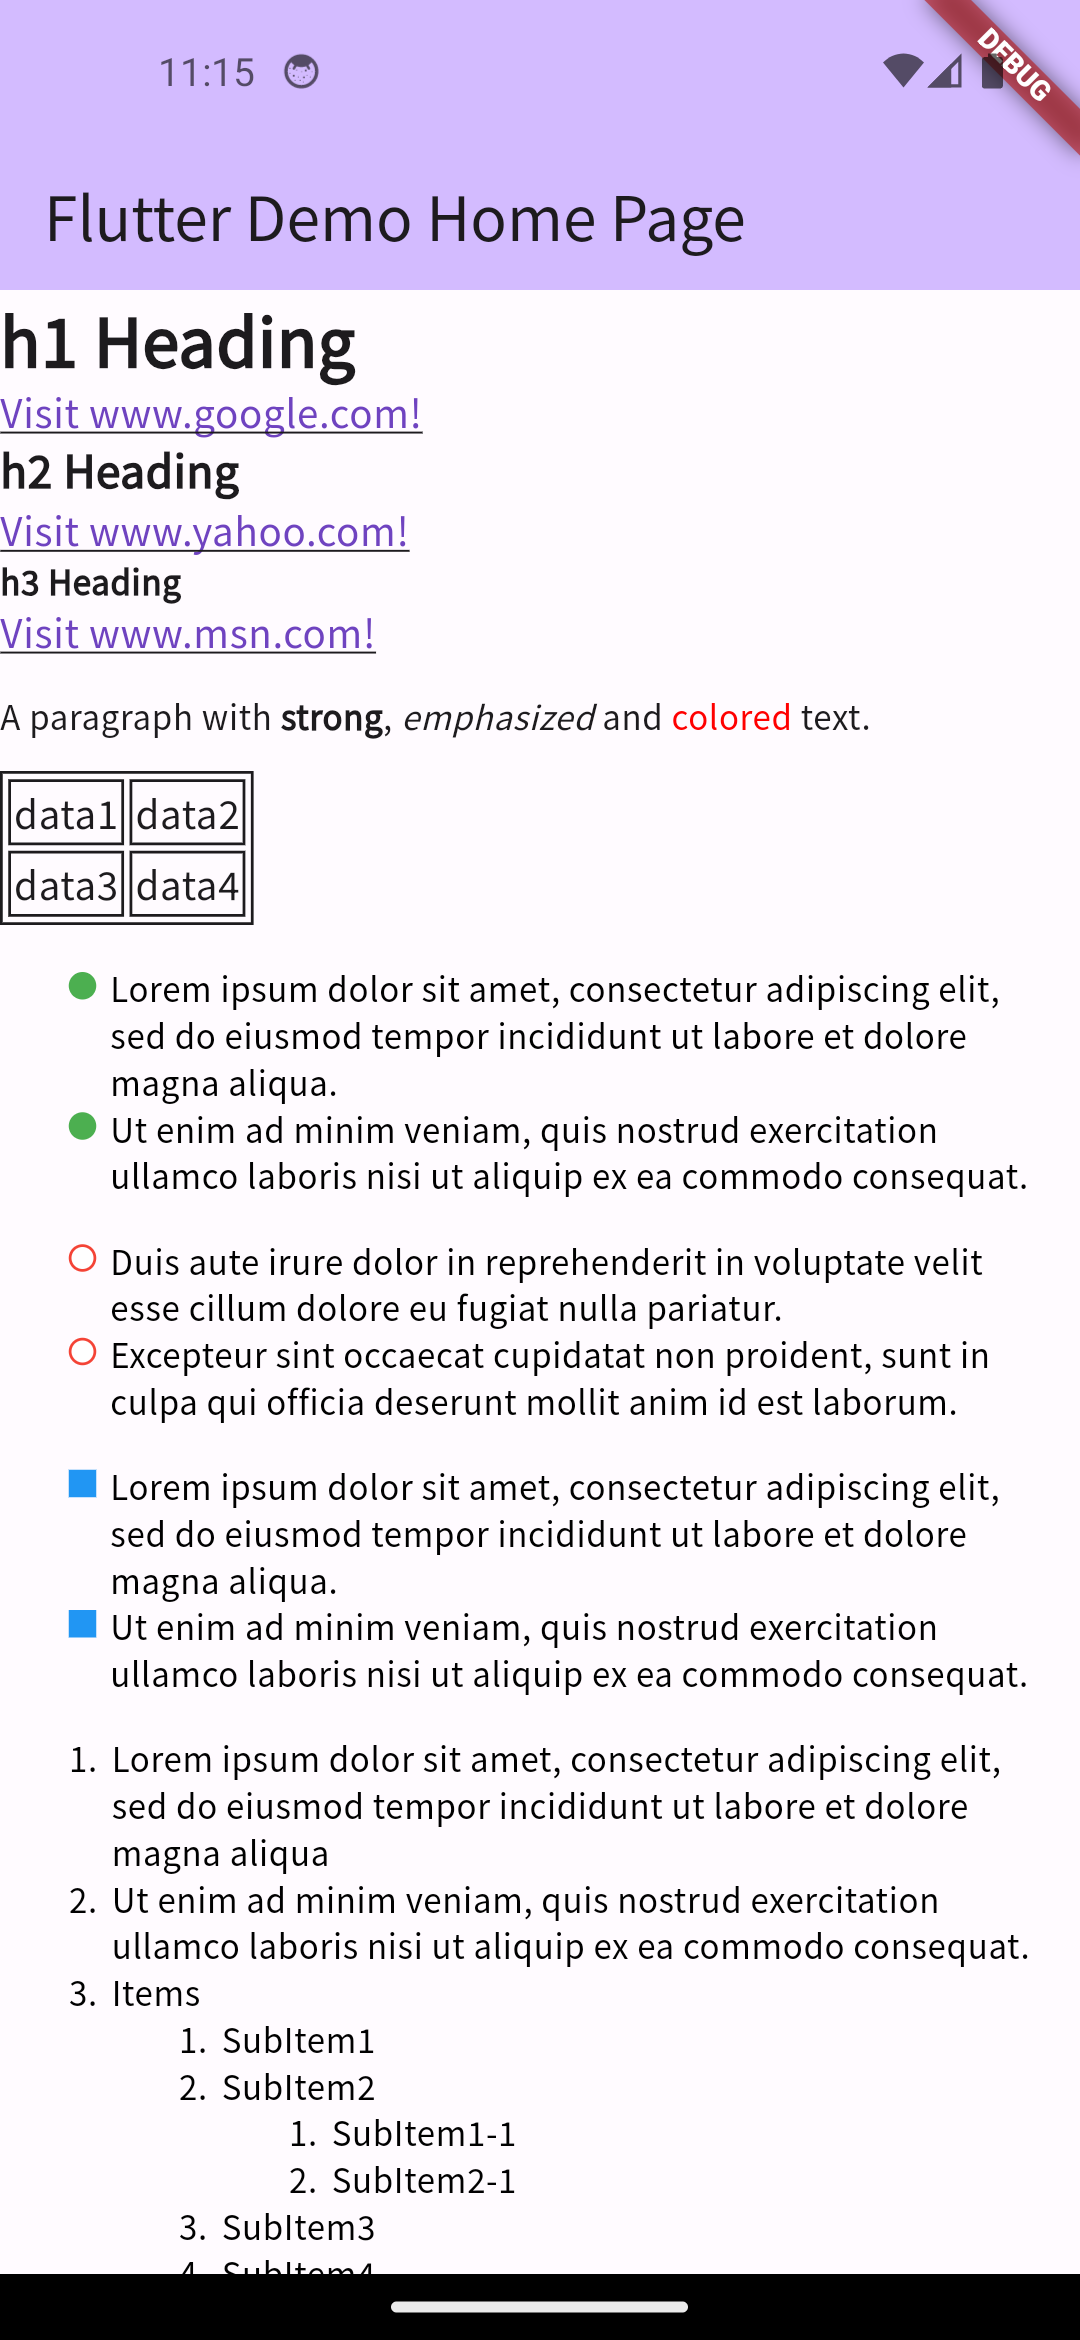 11:15
DEBUG
Flutter Demo Home Page
h1 Heading
Visit www.google.com!
h2 Heading
Visit www.yahoo.com!
h3 Heading
Visit www.msn.com!
A paragraph with strong, emphasized and colored text.
data1 data2
data3 data4
Lorem ipsum dolor sit amet, consectetur adipiscing elit,
sed do eiusmod tempor incididunt ut labore et dolore
magna aliqua.
Ut enim ad minim veniam, quis nostrud exercitation
ullamco laboris nisi ut aliquip ex ea commodo consequat.
Duis aute irure dolor in reprehenderit in voluptate velit
esse cillum dolore eu fugiat nulla pariatur.
Excepteur sint occaecat cupidatat non proident, sunt in
culpa qui officia deserunt mollit anim id est laborum.
Lorem ipsum dolor sit amet, consectetur adipiscing elit,
sed do eiusmod tempor incididunt ut labore et dolore
magna aliqua.
Ut enim ad minim veniam, quis nostrud exercitation
ullamco laboris nisi ut aliquip ex ea commodo consequat.
1. Lorem ipsum dolor sit amet, consectetur adipiscing elit,
sed do eiusmod tempor incididunt ut labore et dolore
magna aliqua
2. Ut enim ad minim veniam, quis nostrud exercitation
ullamco laboris nisi ut aliquip ex ea commodo consequat.
3. Items
1. SubItem1
2. SubItem2
1. SubItem1-1
2. SubItem2-1
3. SubItem3
4. SubItem4